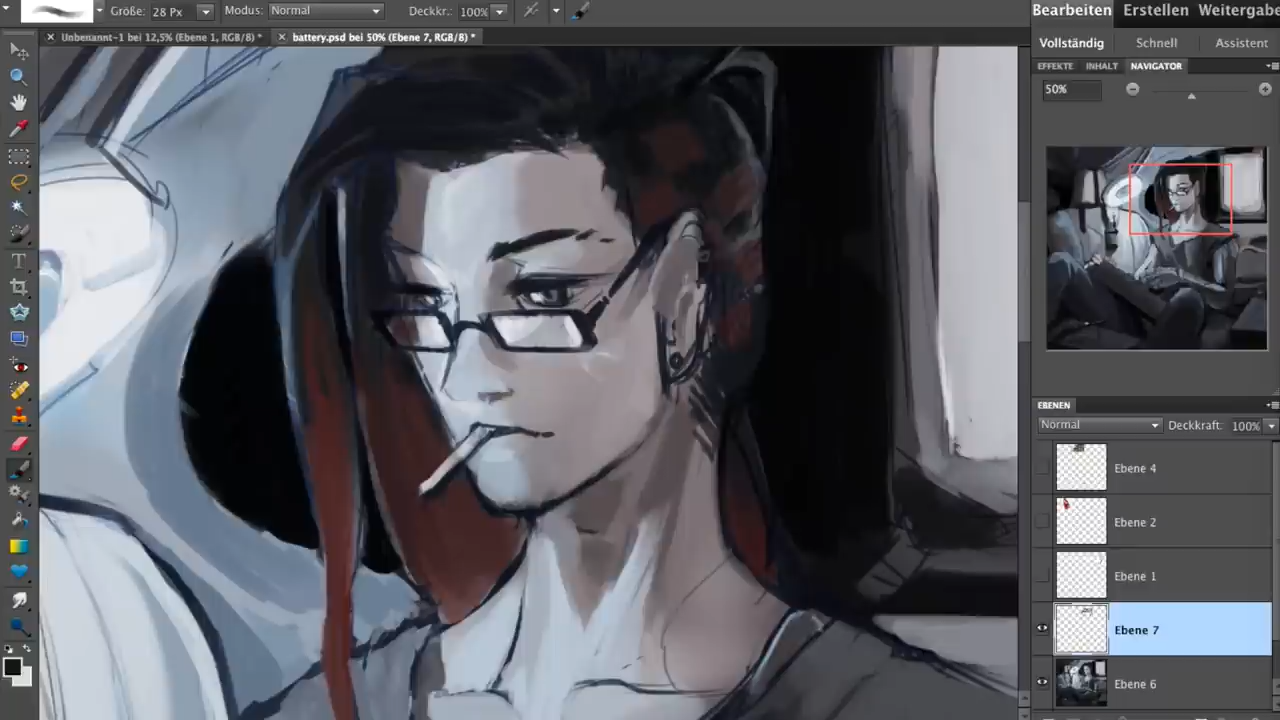 Größe: 28 Px Modus: Normal Deckkr.: 100%
Bearbeiten Erstellen Weitergabe
Unbenannt-1 bei 12,5% (Ebene 1, RGB/8) * battery.psd bei 50% (Ebene 7, RGB/8) *
Vollständig Schnell Assistent
EFFEKTE INHALT NAVIGATOR
50%
EBENEN
Normal Deckkraft: 100%
Ebene 4
Ebene 2
Ebene 1
Ebene 7
Ebene 6